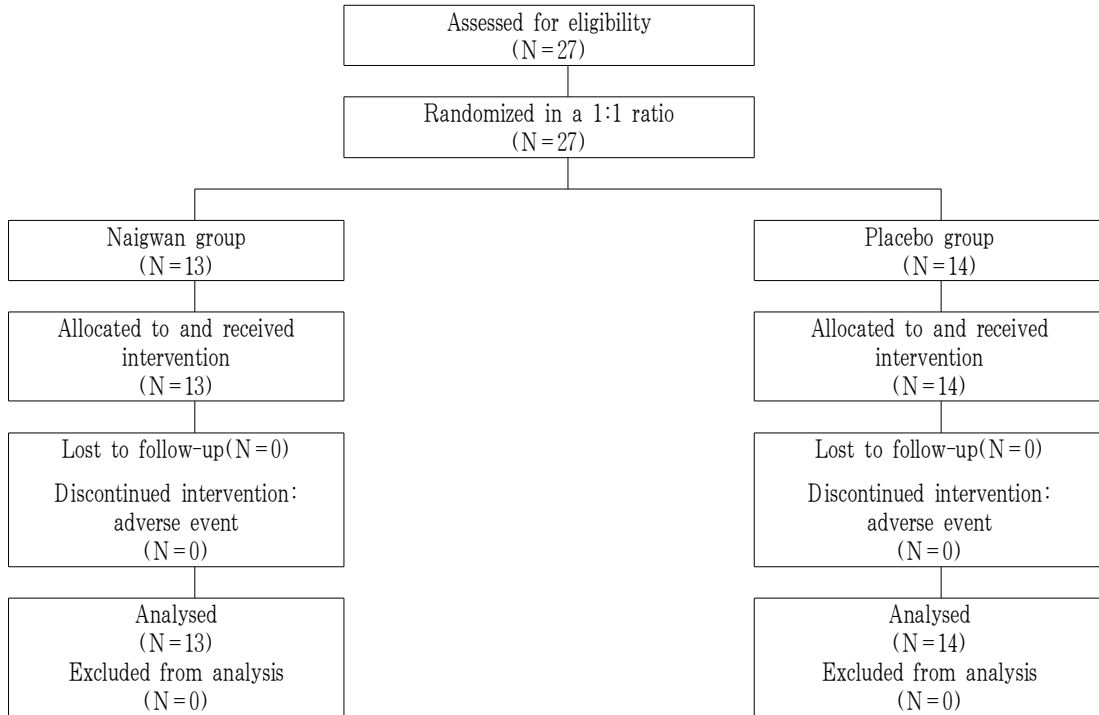 Assessed for eligibility
(N=27)
Randomized in a 1:1 ratio
(N=27)
Naigwan group
(N=13)
Placebo group
(N=14)
Allocated to and received
intervention
(N=13)
Allocated to and received
intervention
(N=14)
Lost to follow-up(N=0)
Discontinued intervention:
adverse event
(N=0)
Lost to follow-up(N=0)
Discontinued intervention:
adverse event
(N=0)
Analysed
(N=13)
Excluded from analysis
(N=0)
Analysed
(N=14)
Excluded from analysis
(N=0)